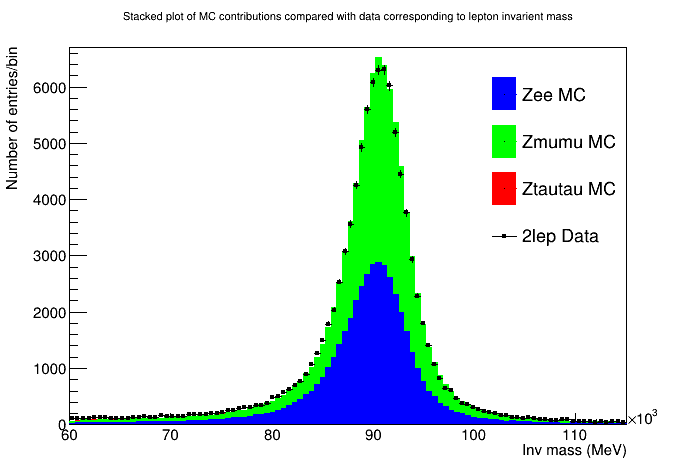 Stacked plot of MC contributions compared with data corresponding to lepton invarient mass
Number of entries/bin
6000
5000
4000
3000
2000
1000
0
Zee MC
Zmumu MC
Ztautau MC
2lep Data
60 70 80 90 100 110
×10³
Inv mass (MeV)